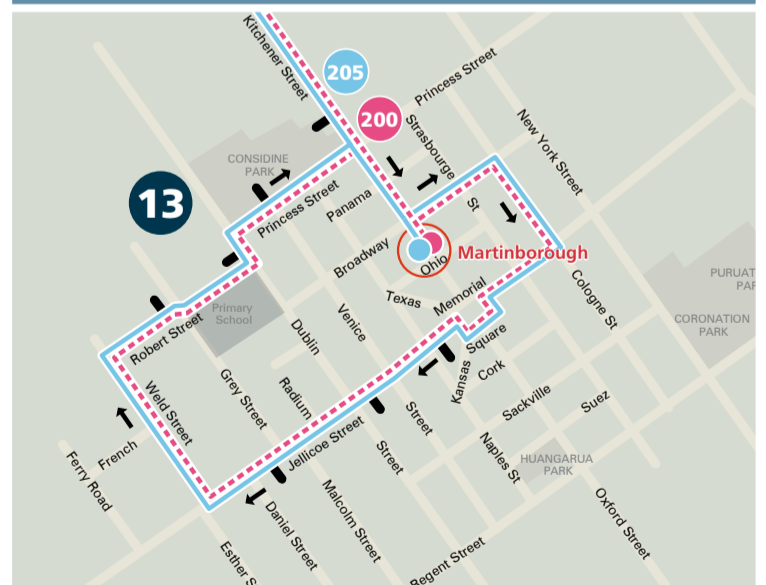 Kitchener Street
205
200
Princess Street
Strasbourge
St
New York Street
CONSIDINE
PARK
13
Princess Street
Panama
Broadway
Ohio
Martinborough
Texas
Memorial
Square
Cologne St
PURUAT
PAR
CORONATION
PARK
Primary
School
Robert Street
Dublin
Street
Venice
Street
Kansas
Cork
Sackville
Suez
Weld Street
Grey Street
Radium
Jellicoe Street
Naples St
HUANGARUA
PARK
French
Ferry Road
Malcolm Street
Daniel Street
Esther S
Regent Street
Oxford Street